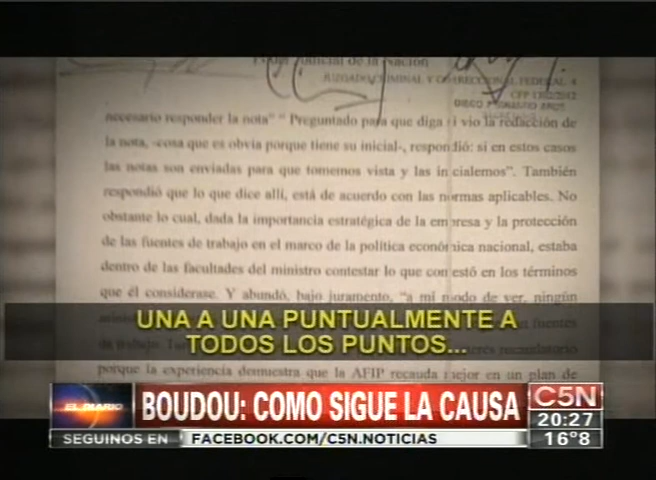 Poder Judicial de la Nación
JUZGADO CRIMINAL Y CORRECCIONAL FEDERAL 4
CFP 1302/2012
necesario responder la nota" " Preguntado para que diga si vio la redacción de
la nota, -cosa que es obvia porque tiene su inicial-, respondió: si en estos casos
las notas son enviadas para que tomemos vista y las inicialemos". También
respondió que lo que dice allí, está de acuerdo con las normas aplicables. No
obstante lo cual, dada la importancia estratégica de la empresa y la protección
de las fuentes de trabajo en el marco de la política económica nacional, estaba
dentro de las facultades del ministro contestar lo que contestó en los términos
que él considerase. Y abundó, bajo juramento, "a mi modo de ver, ningún
UNA A UNA PUNTUALMENTE A
TODOS LOS PUNTOS...
porque la experiencia demuestra que la AFIP recauda mejor en un plan de
EL DIARIO
BOUDOU: COMO SIGUE LA CAUSA
C5N
20:27
SEGUINOS EN
FACEBOOK.COM/C5N.NOTICIAS
16°8